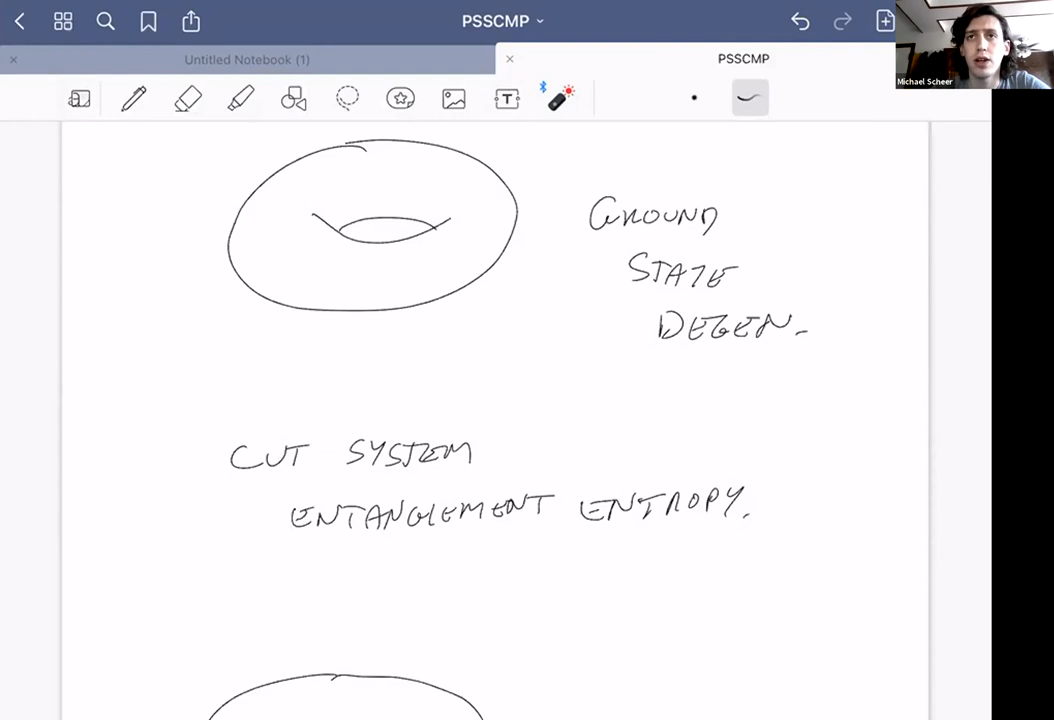 PSSCMP
Untitled Notebook (1)
PSSCMP
Michael Scheer
T
GROUND
STATE
DEGEN.
CUT SYSTEM
ENTANGLEMENT ENTROPY.